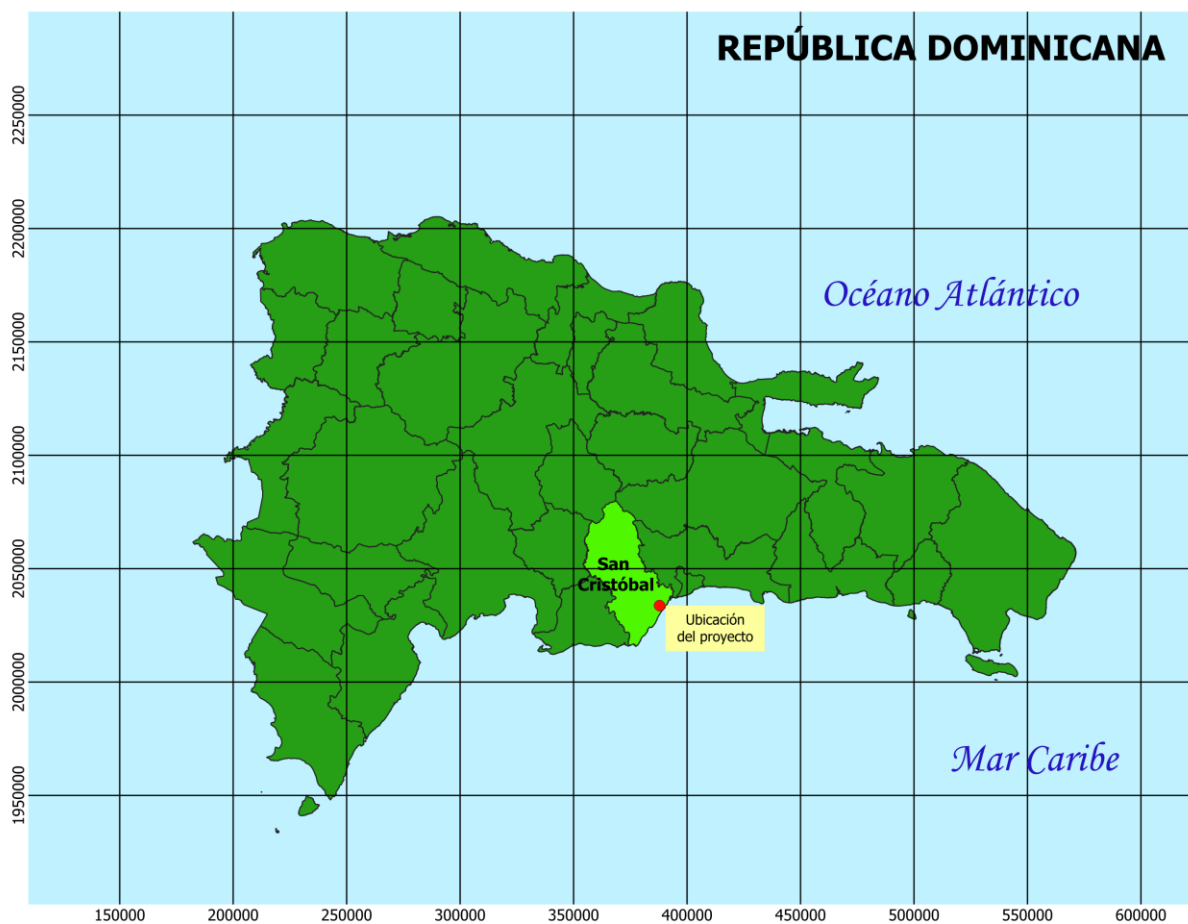 REPÚBLICA DOMINICANA
2250000
2200000
Océano Atlántico
2150000
2100000
2050000
San
Cristóbal
Ubicación
del proyecto
2000000
Mar Caribe
1950000
150000 200000 250000 300000 350000 400000 450000 500000 550000 600000